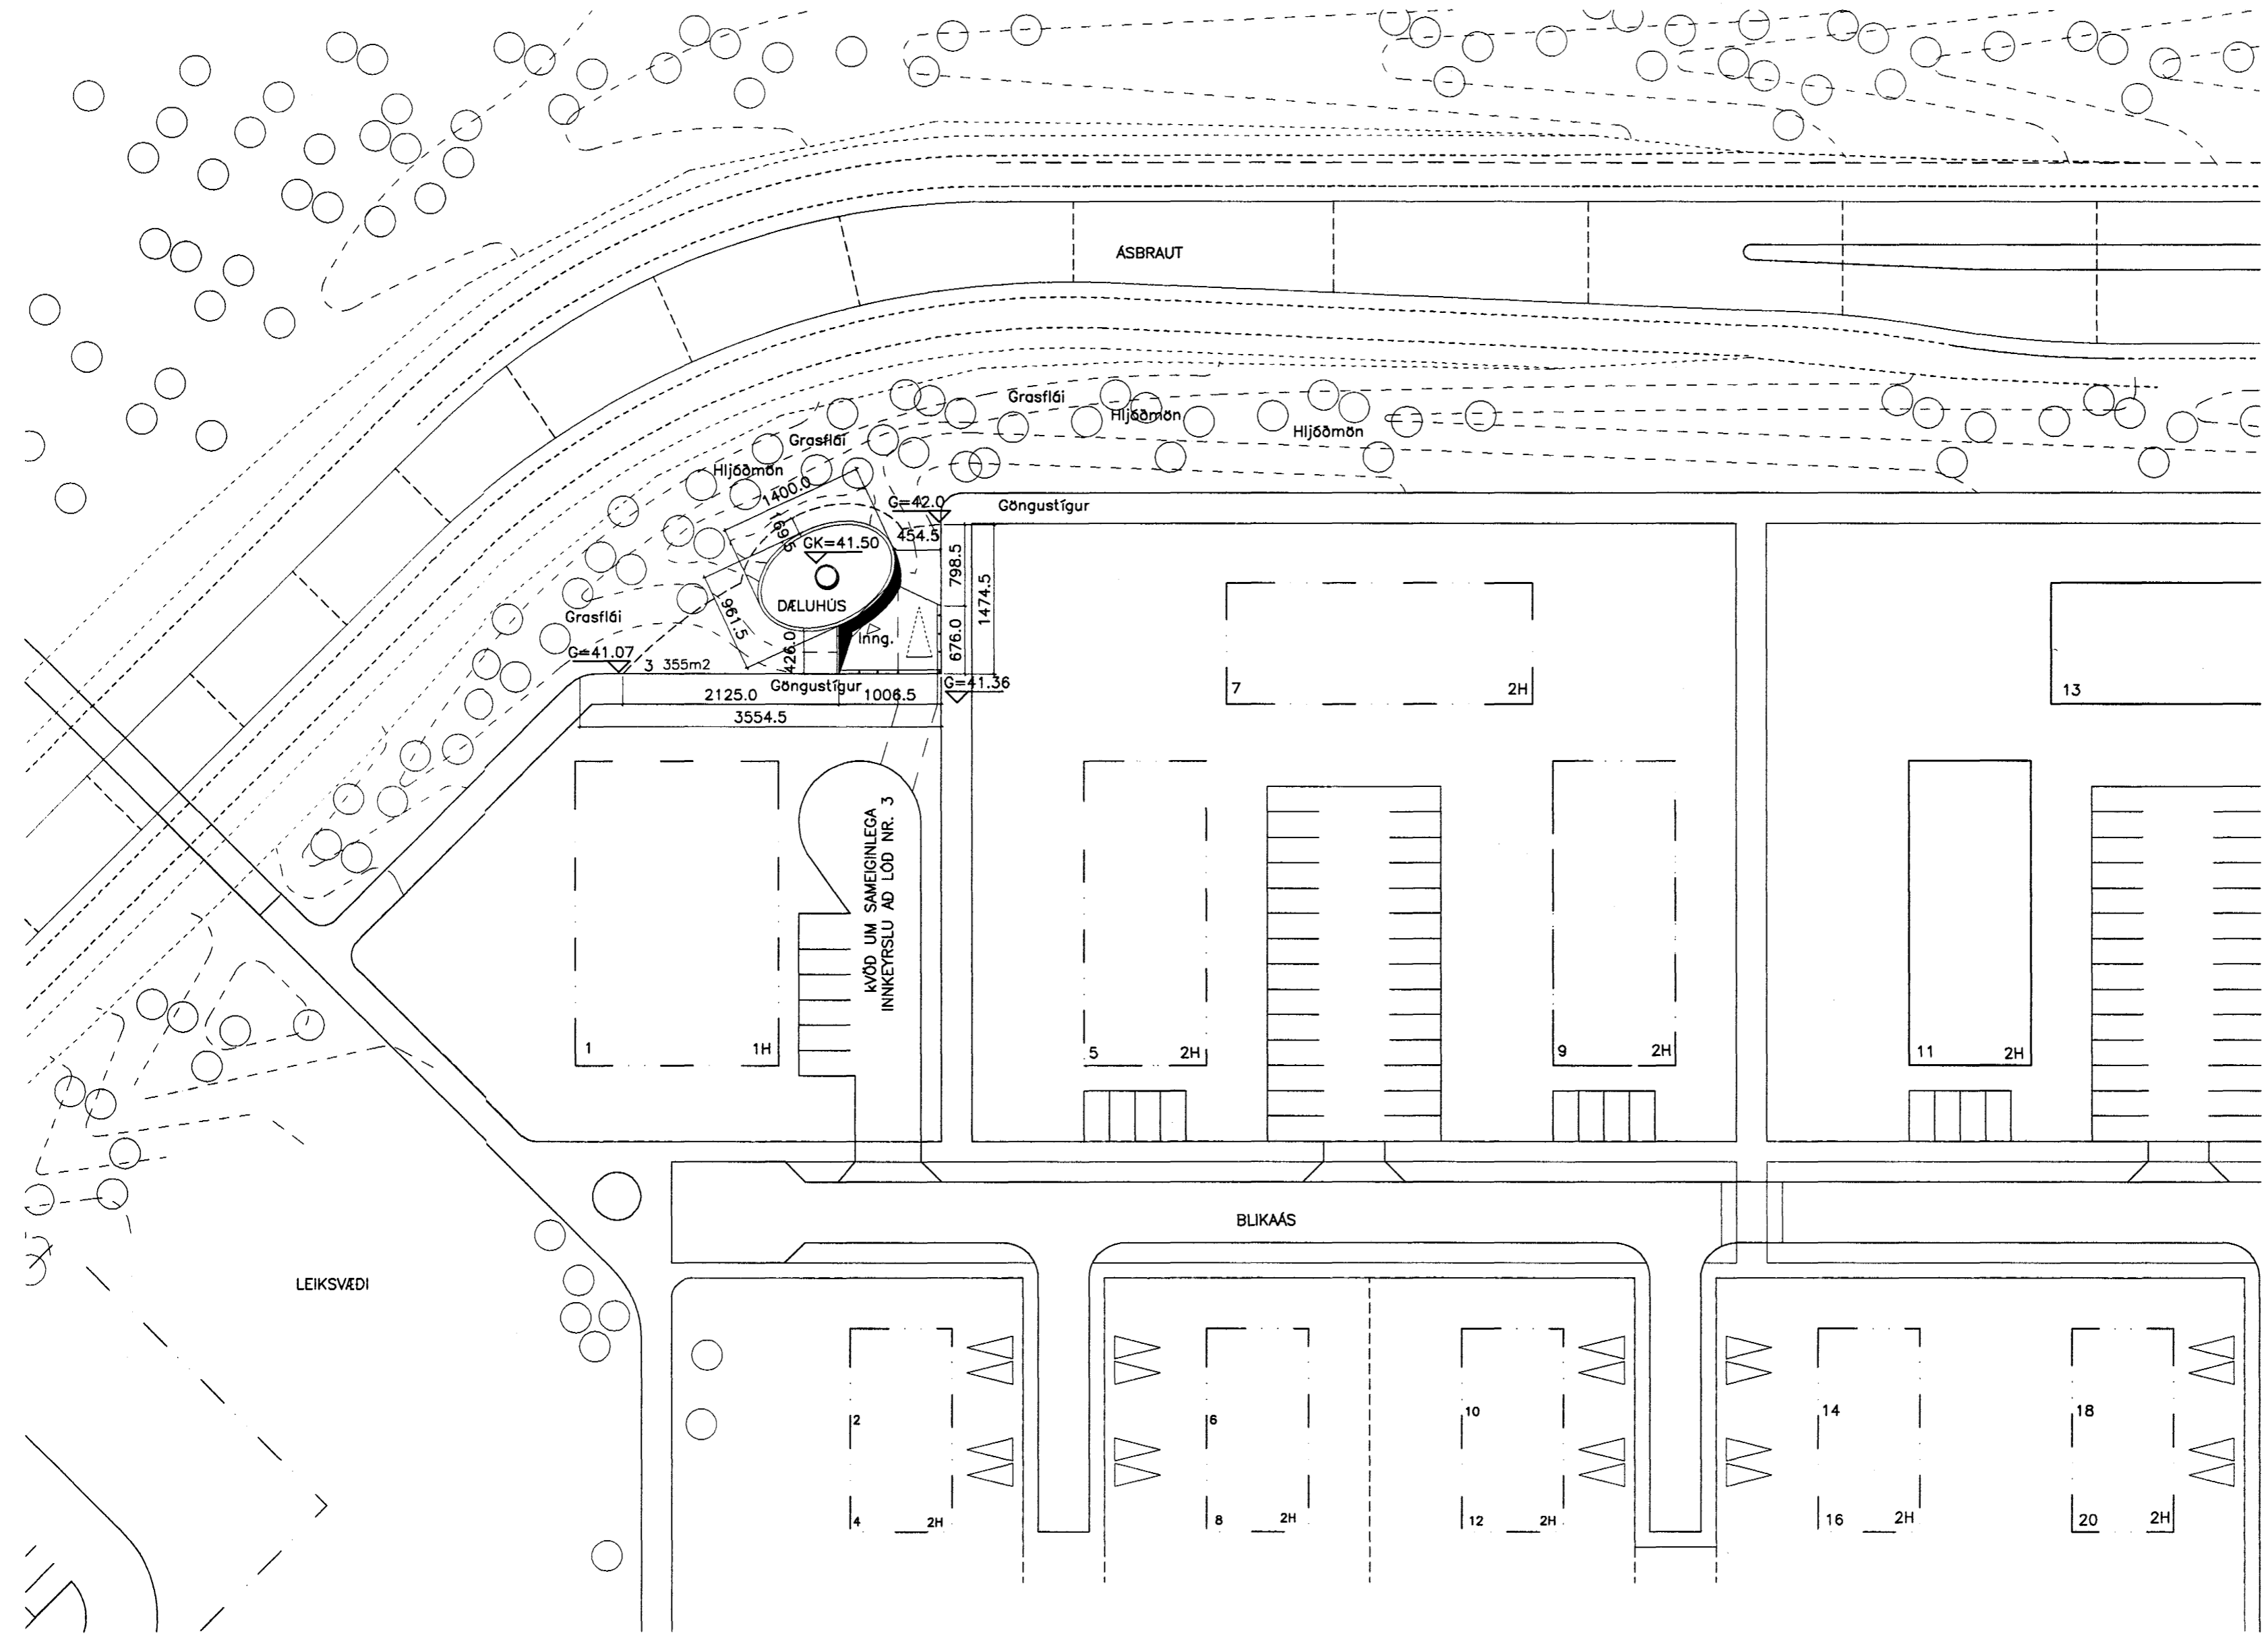 ÁSBRAUT
Grasflái
Hljóðmön
Hljóðmön
Grasflái
Hljóðmön
1400.0
169.5
G=42.0
Göngustígur
454.5
GK=41.50
798.5
1474.5
DÆLUHÚS
961.5
Grasflái
Inng.
426.0
676.0
G=41.07
3 355m2
Göngustígur
G=41.36
2125.0
1006.5
3554.5
7
2H
13
KVÖÐ UM SAMEIGINLEGA
INNKEYRSLU AÐ LÓÐ NR. 3
1
1H
5
2H
9
2H
11
2H
BLIKAÁS
LEIKSVÆÐI
2
6
10
14
18
4
2H
8
2H
12
2H
16
2H
20
2H